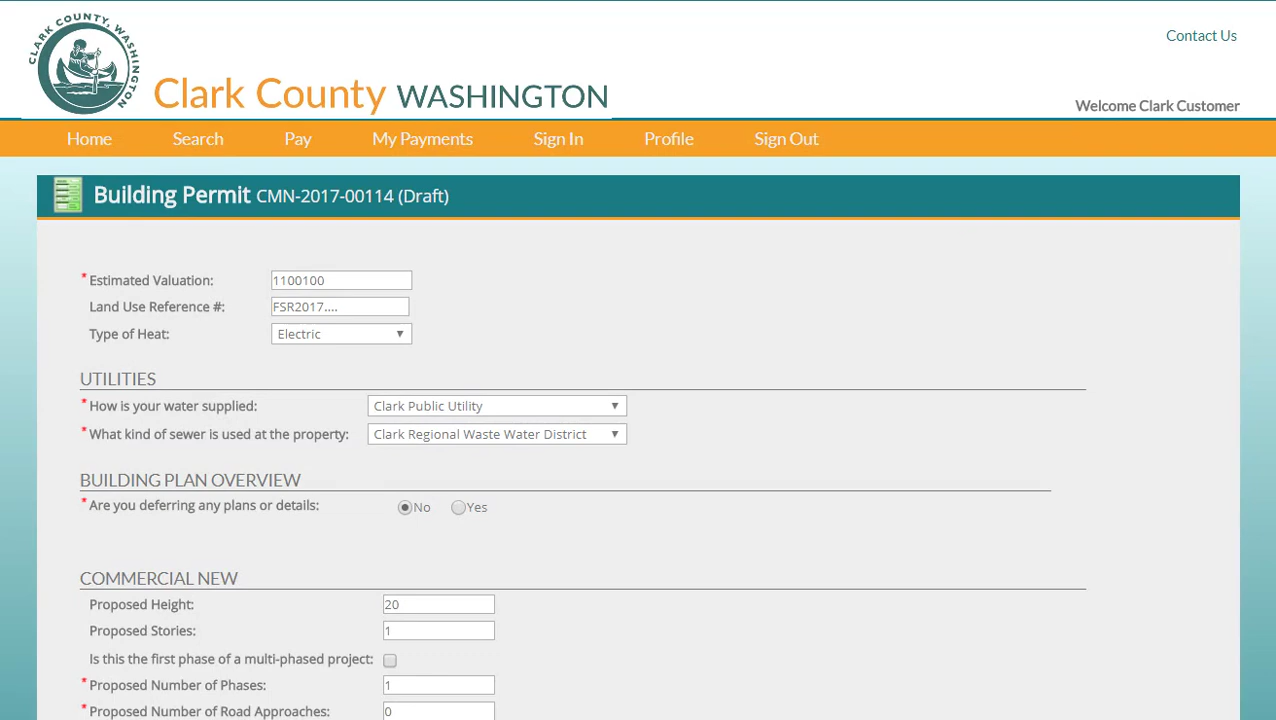 CLARK COUNTY, WASHINGTON
Contact Us
Clark County WASHINGTON
Welcome Clark Customer
Home Search Pay My Payments Sign In Profile Sign Out
Building Permit CMN-2017-00114 (Draft)
* Estimated Valuation: 1100100
Land Use Reference #: FSR2017....
Type of Heat: Electric
UTILITIES
* How is your water supplied: Clark Public Utility
* What kind of sewer is used at the property: Clark Regional Waste Water District
BUILDING PLAN OVERVIEW
* Are you deferring any plans or details: No Yes
COMMERCIAL NEW
Proposed Height: 20
Proposed Stories: 1
Is this the first phase of a multi-phased project:
* Proposed Number of Phases: 1
* Proposed Number of Road Approaches: 0